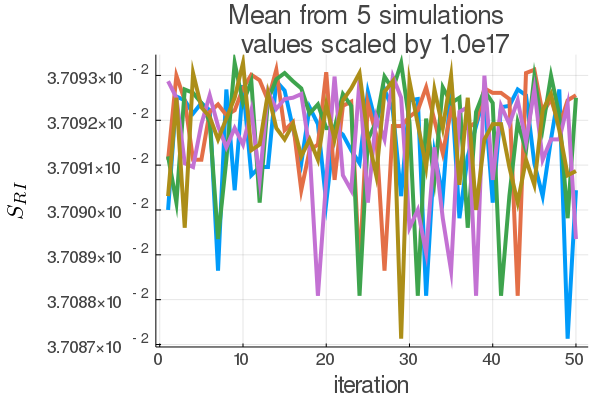 Mean from 5 simulations
values scaled by 1.0e17
3.7093×10 - 2
3.7092×10 - 2
3.7091×10 - 2
3.7090×10 - 2
3.7089×10 - 2
3.7088×10 - 2
3.7087×10 - 2
S_RI
0 10 20 30 40 50
iteration